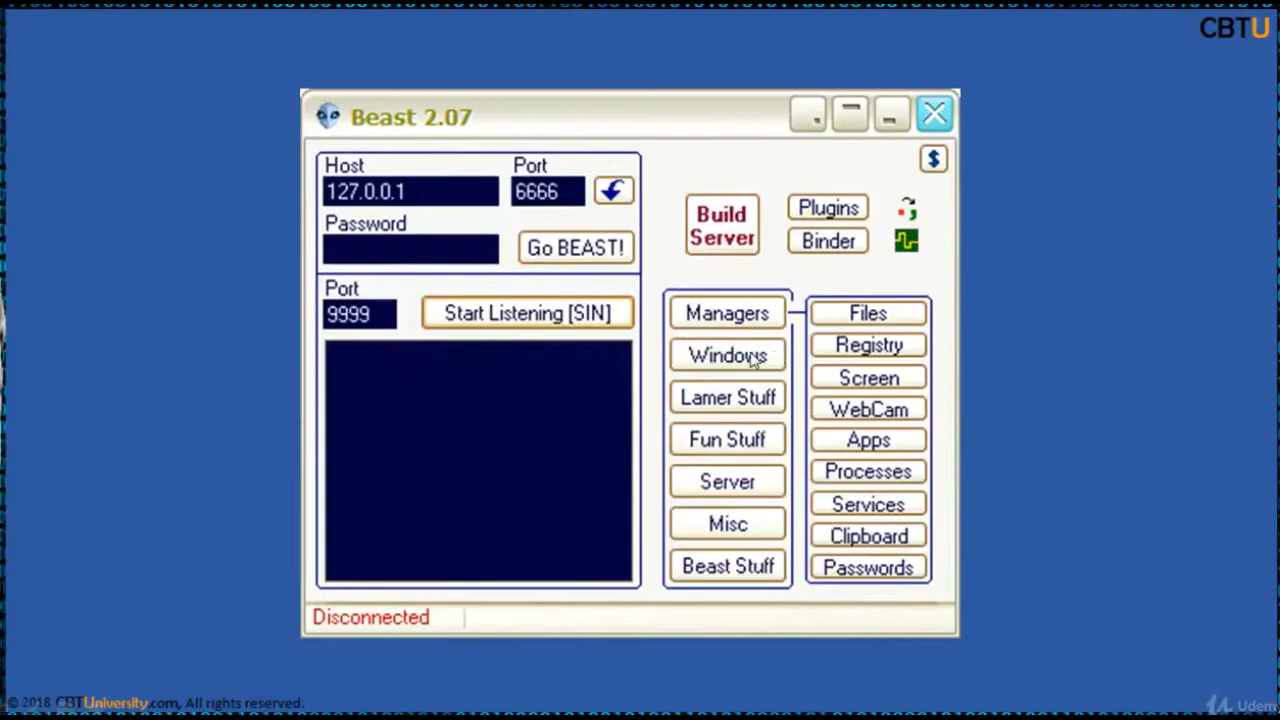 CBTU
Beast 2.07
Host
Port
127.0.0.1
6666
Password
Go BEAST!
Port
9999
Start Listening [SIN]
Build
Server
Plugins
Binder
$
Managers
Windows
Lamer Stuff
Fun Stuff
Server
Misc
Beast Stuff
Files
Registry
Screen
WebCam
Apps
Processes
Services
Clipboard
Passwords
Disconnected
© 2018 CBTUniversity.com, All rights reserved.
Udemy